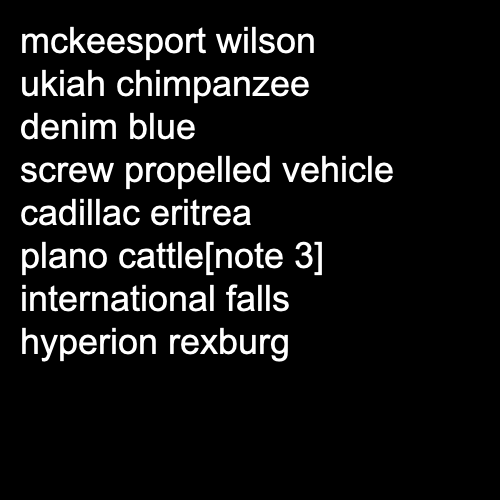 mckeesport wilson
ukiah chimpanzee
denim blue
screw propelled vehicle
cadillac eritrea
plano cattle[note 3]
international falls
hyperion rexburg